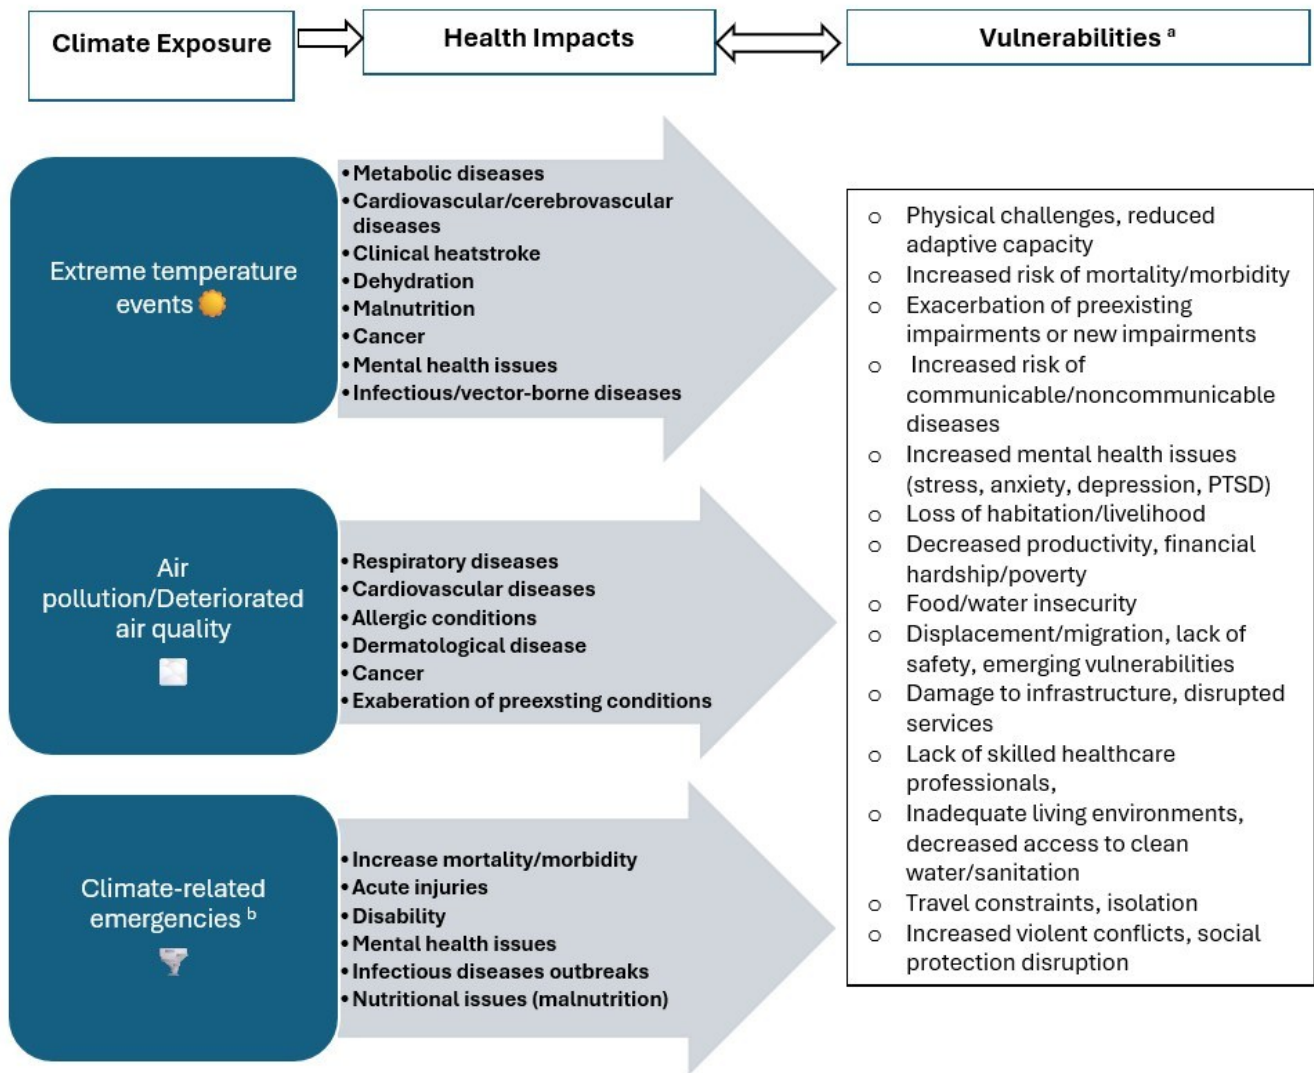 Climate Exposure
Health Impacts
Vulnerabilities a
Extreme temperature
events
• Metabolic diseases
• Cardiovascular/cerebrovascular
diseases
• Clinical heatstroke
• Dehydration
• Malnutrition
• Cancer
• Mental health issues
• Infectious/vector-borne diseases
Air
pollution/Deteriorated
air quality
• Respiratory diseases
• Cardiovascular diseases
• Allergic conditions
• Dermatological disease
• Cancer
• Exaberation of preexsting conditions
Climate-related
emergencies b
• Increase mortality/morbidity
• Acute injuries
• Disability
• Mental health issues
• Infectious diseases outbreaks
• Nutritional issues (malnutrition)
o Physical challenges, reduced
adaptive capacity
o Increased risk of mortality/morbidity
o Exacerbation of preexisting
impairments or new impairments
o Increased risk of
communicable/noncommunicable
diseases
o Increased mental health issues
(stress, anxiety, depression, PTSD)
o Loss of habitation/livelihood
o Decreased productivity, financial
hardship/poverty
o Food/water insecurity
o Displacement/migration, lack of
safety, emerging vulnerabilities
o Damage to infrastructure, disrupted
services
o Lack of skilled healthcare
professionals,
o Inadequate living environments,
decreased access to clean
water/sanitation
o Travel constraints, isolation
o Increased violent conflicts, social
protection disruption